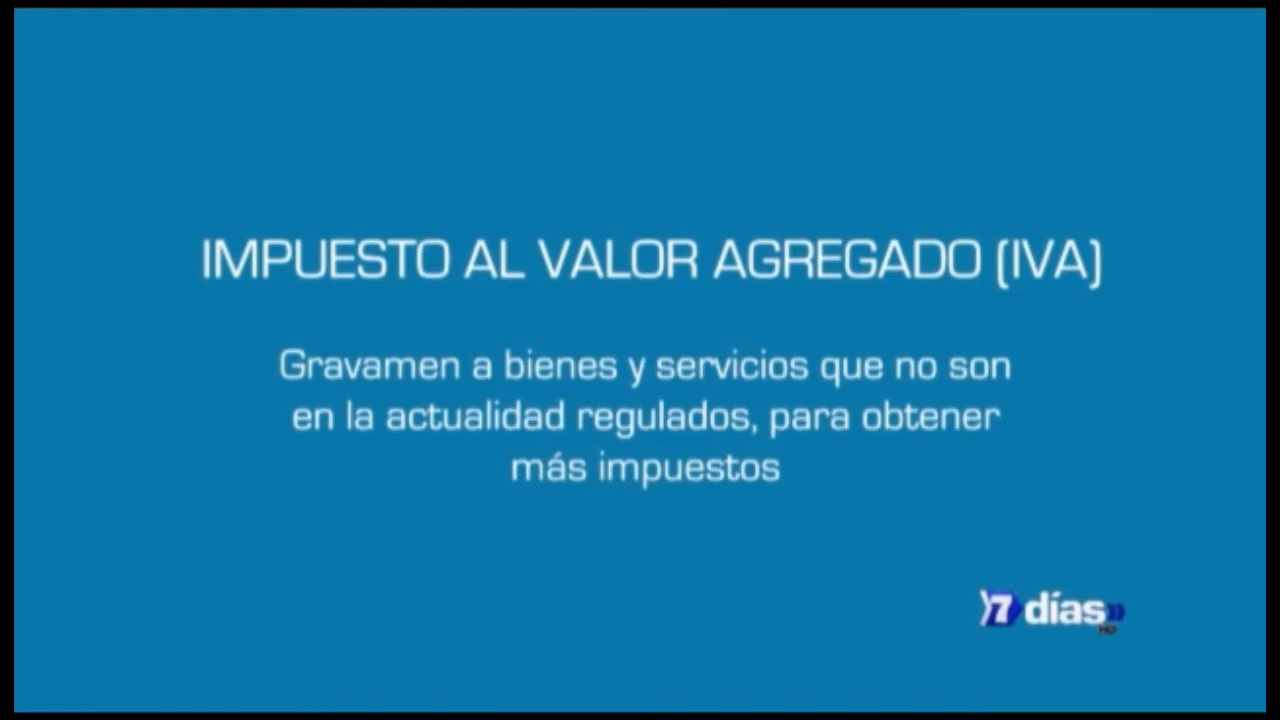 IMPUESTO AL VALOR AGREGADO (IVA)
Gravamen a bienes y servicios que no son
en la actualidad regulados, para obtener
más impuestos
7 días
HD